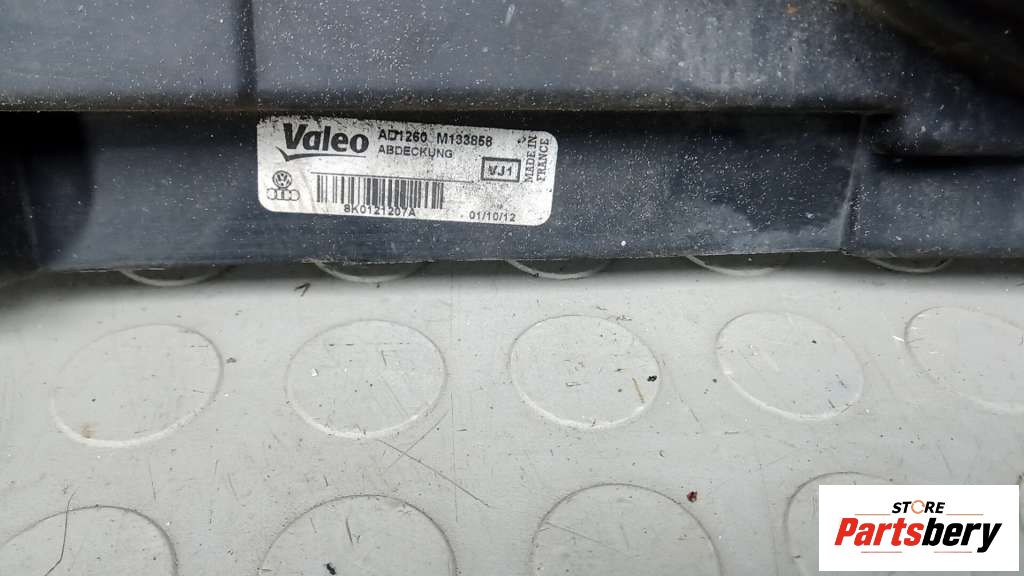 Valeo
AD1260 M133858
ABDECKUNG
VJ1
MADE IN
FRANCE
8K0121207A
01/10/12
STORE
Partsbery